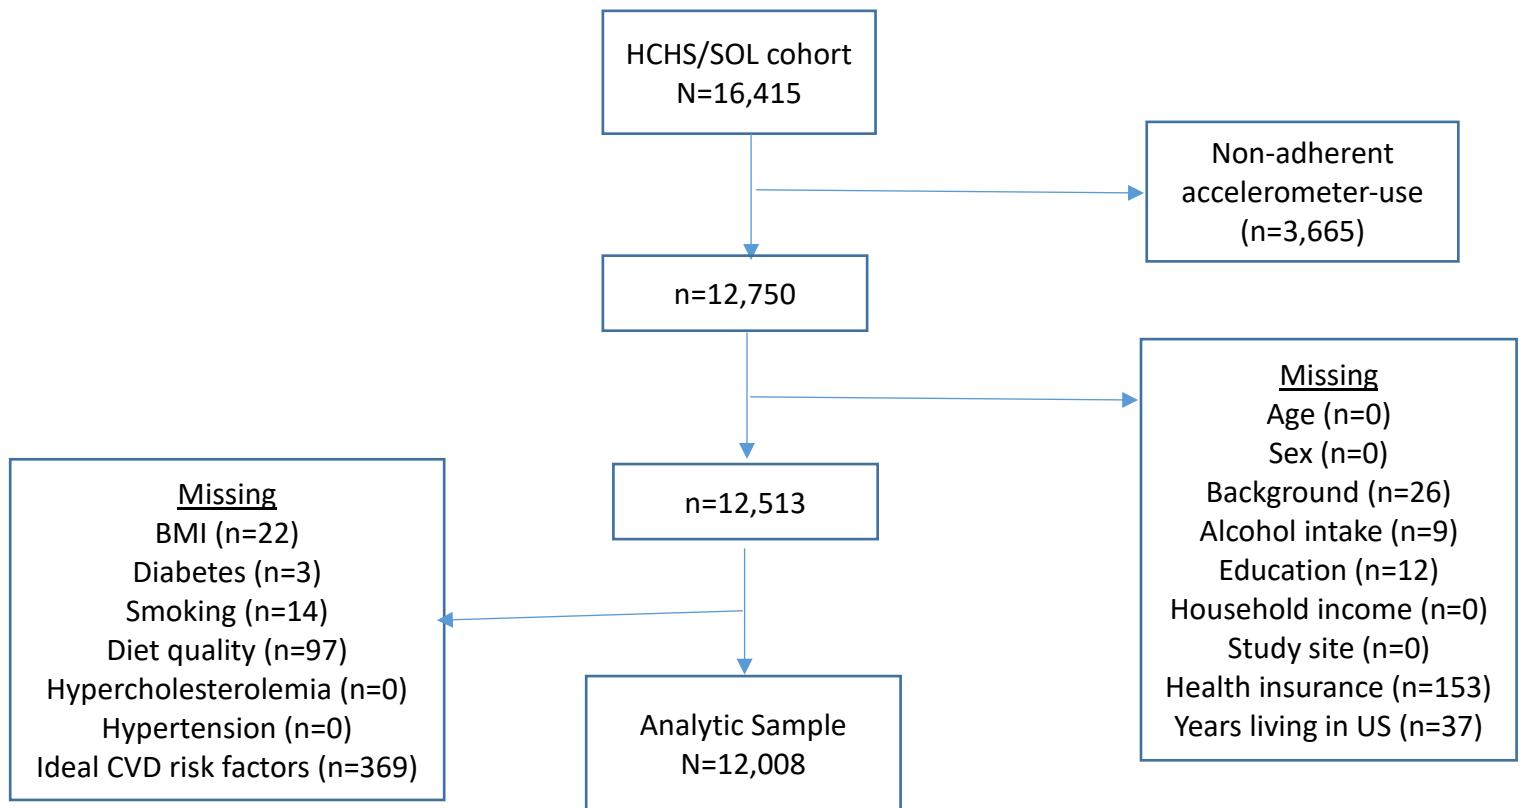 HCHS/SOL cohort
N=16,415
Non-adherent
accelerometer-use
(n=3,665)
n=12,750
Missing
Age (n=0)
Sex (n=0)
Background (n=26)
Alcohol intake (n=9)
Education (n=12)
Household income (n=0)
Study site (n=0)
Health insurance (n=153)
Years living in US (n=37)
n=12,513
Missing
BMI (n=22)
Diabetes (n=3)
Smoking (n=14)
Diet quality (n=97)
Hypercholesterolemia (n=0)
Hypertension (n=0)
Ideal CVD risk factors (n=369)
Analytic Sample
N=12,008